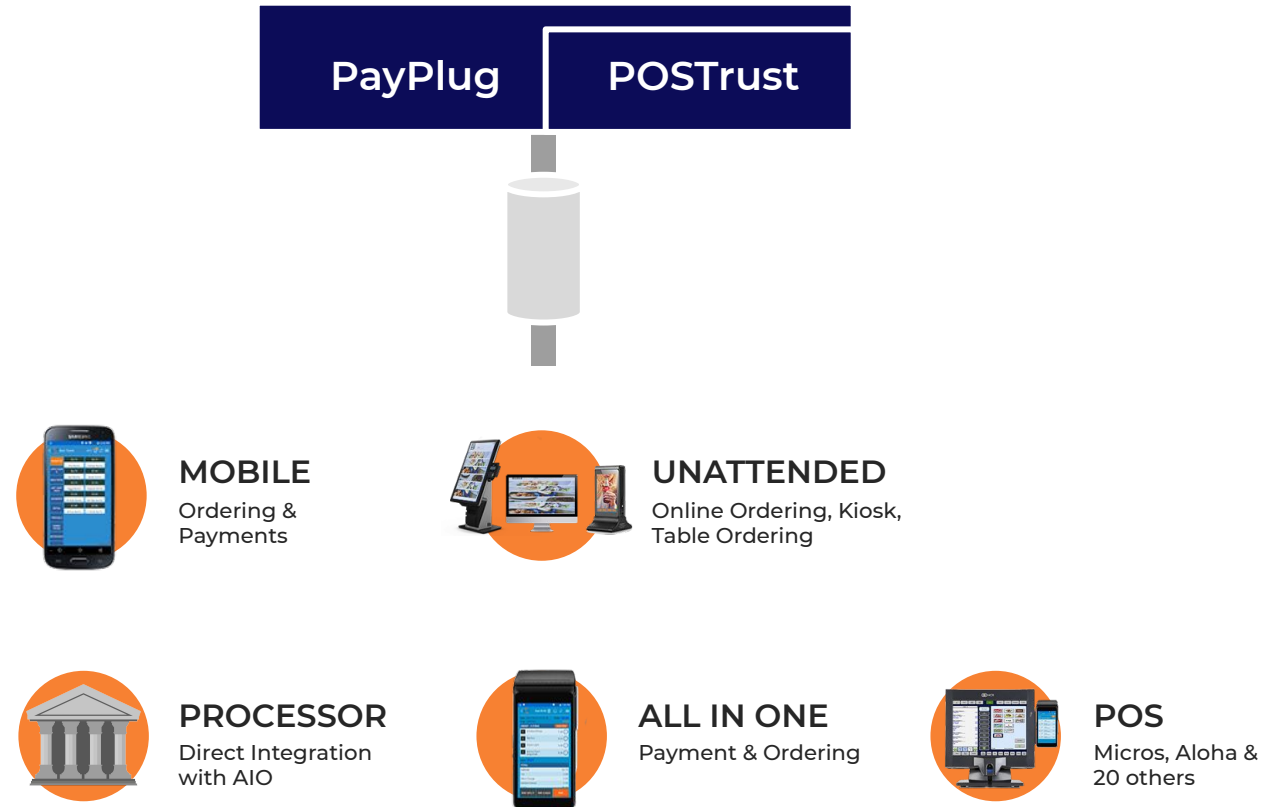 PayPlug
POSTrust
MOBILE
Ordering &
Payments
UNATTENDED
Online Ordering, Kiosk,
Table Ordering
PROCESSOR
Direct Integration
with AIO
ALL IN ONE
Payment & Ordering
POS
Micros, Aloha &
20 others
SAMSUNG